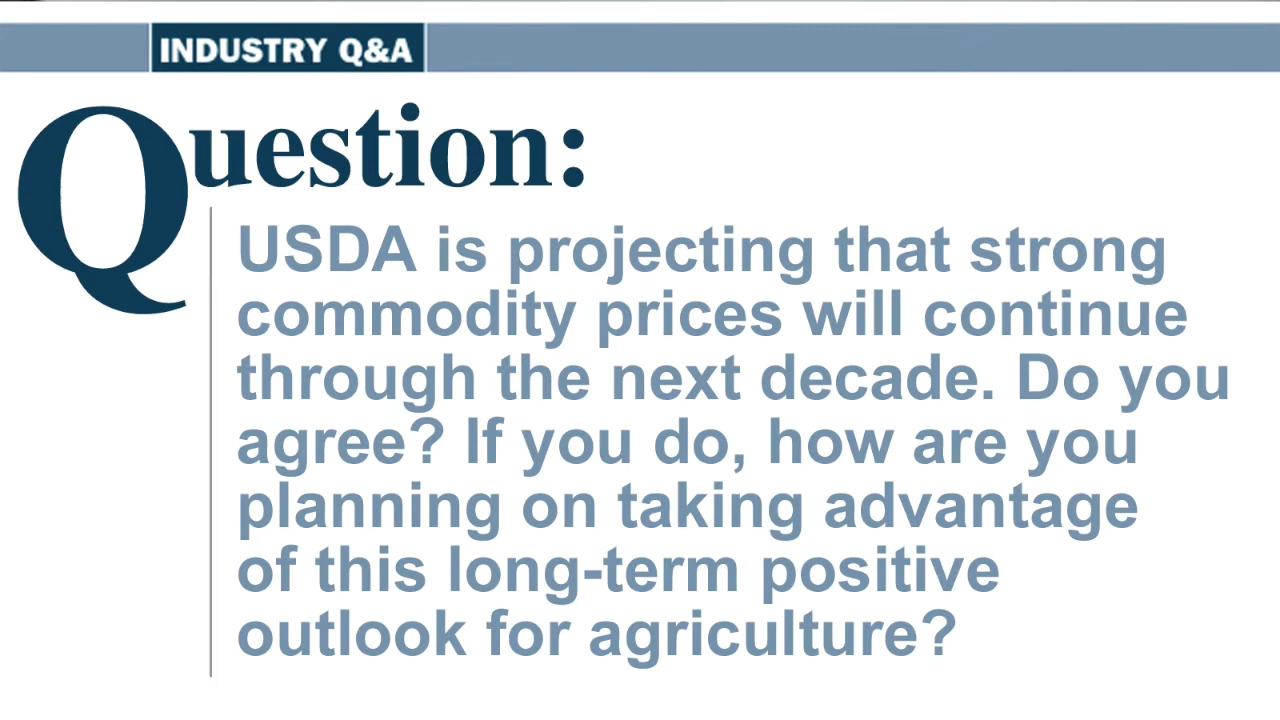 INDUSTRY Q&A
Question:
USDA is projecting that strong
commodity prices will continue
through the next decade. Do you
agree? If you do, how are you
planning on taking advantage
of this long-term positive
outlook for agriculture?